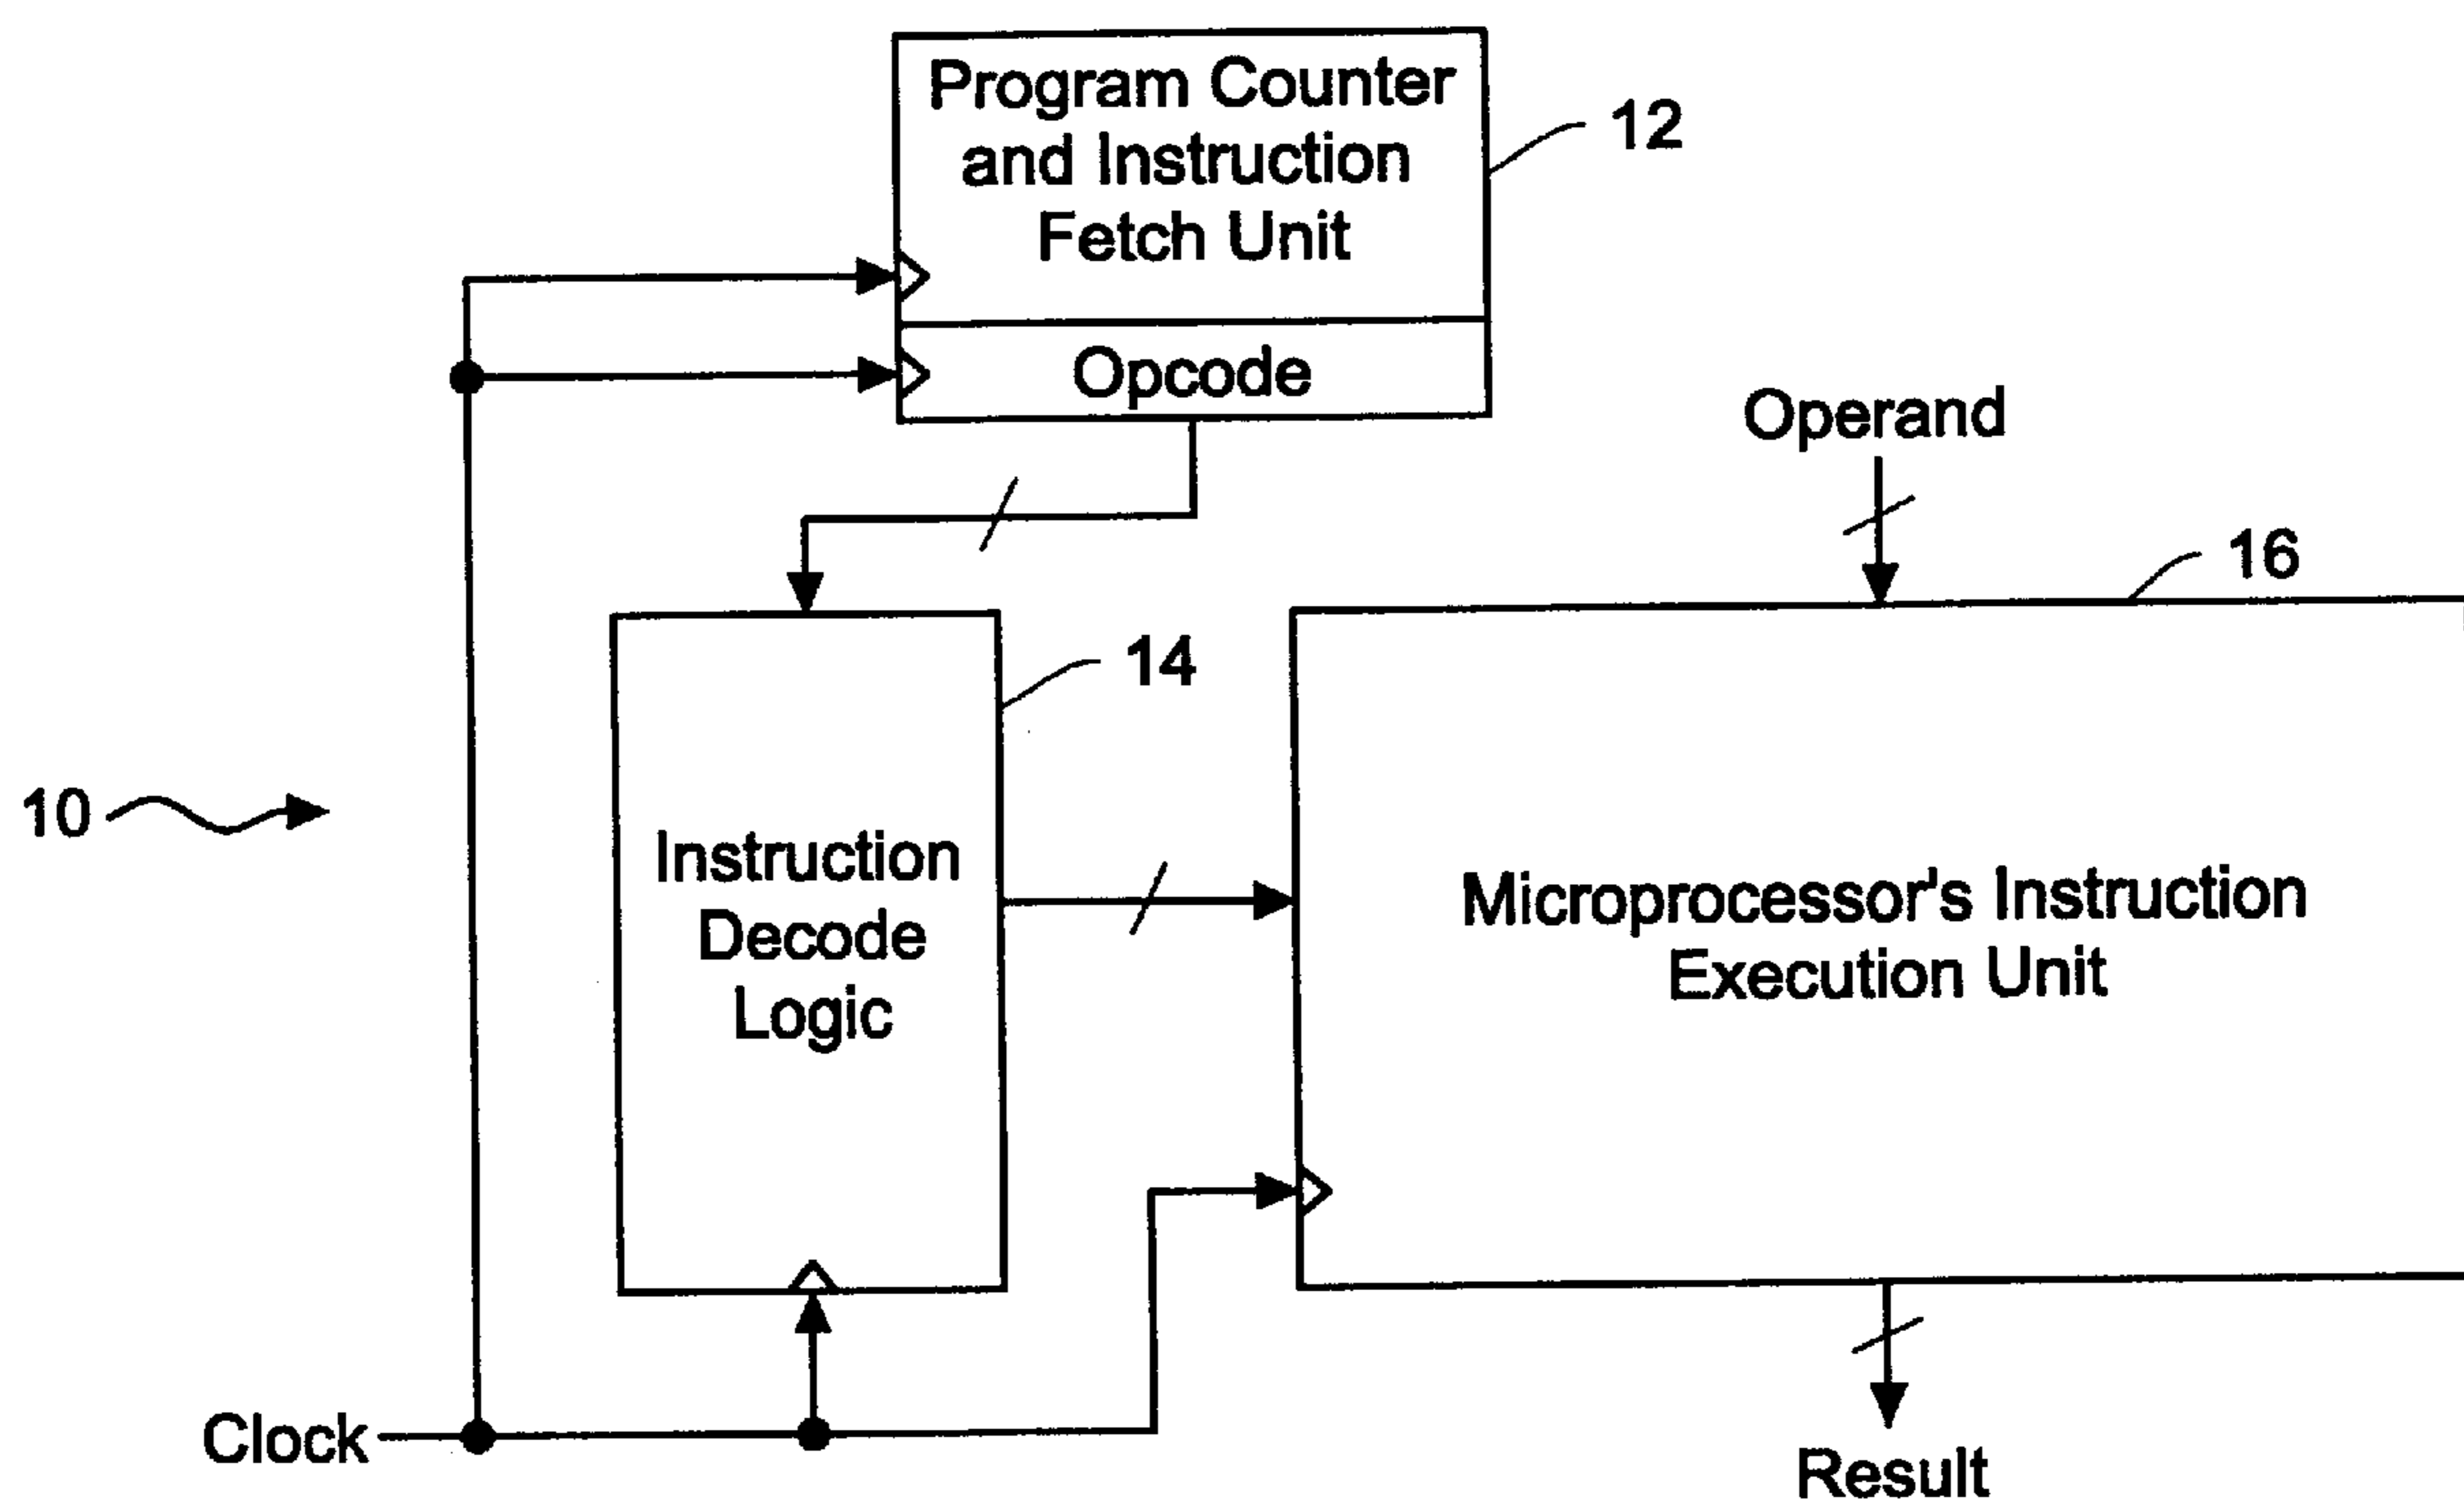 Program Counter
and Instruction
Fetch Unit
12
Opcode
Operand
16
14
10
Instruction
Decode
Logic
Microprocessor's Instruction
Execution Unit
Clock
Result